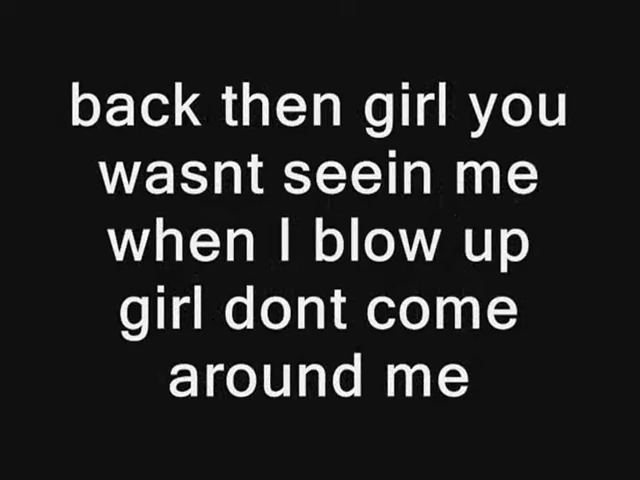 back then girl you
wasnt seein me
when I blow up
girl dont come
around me